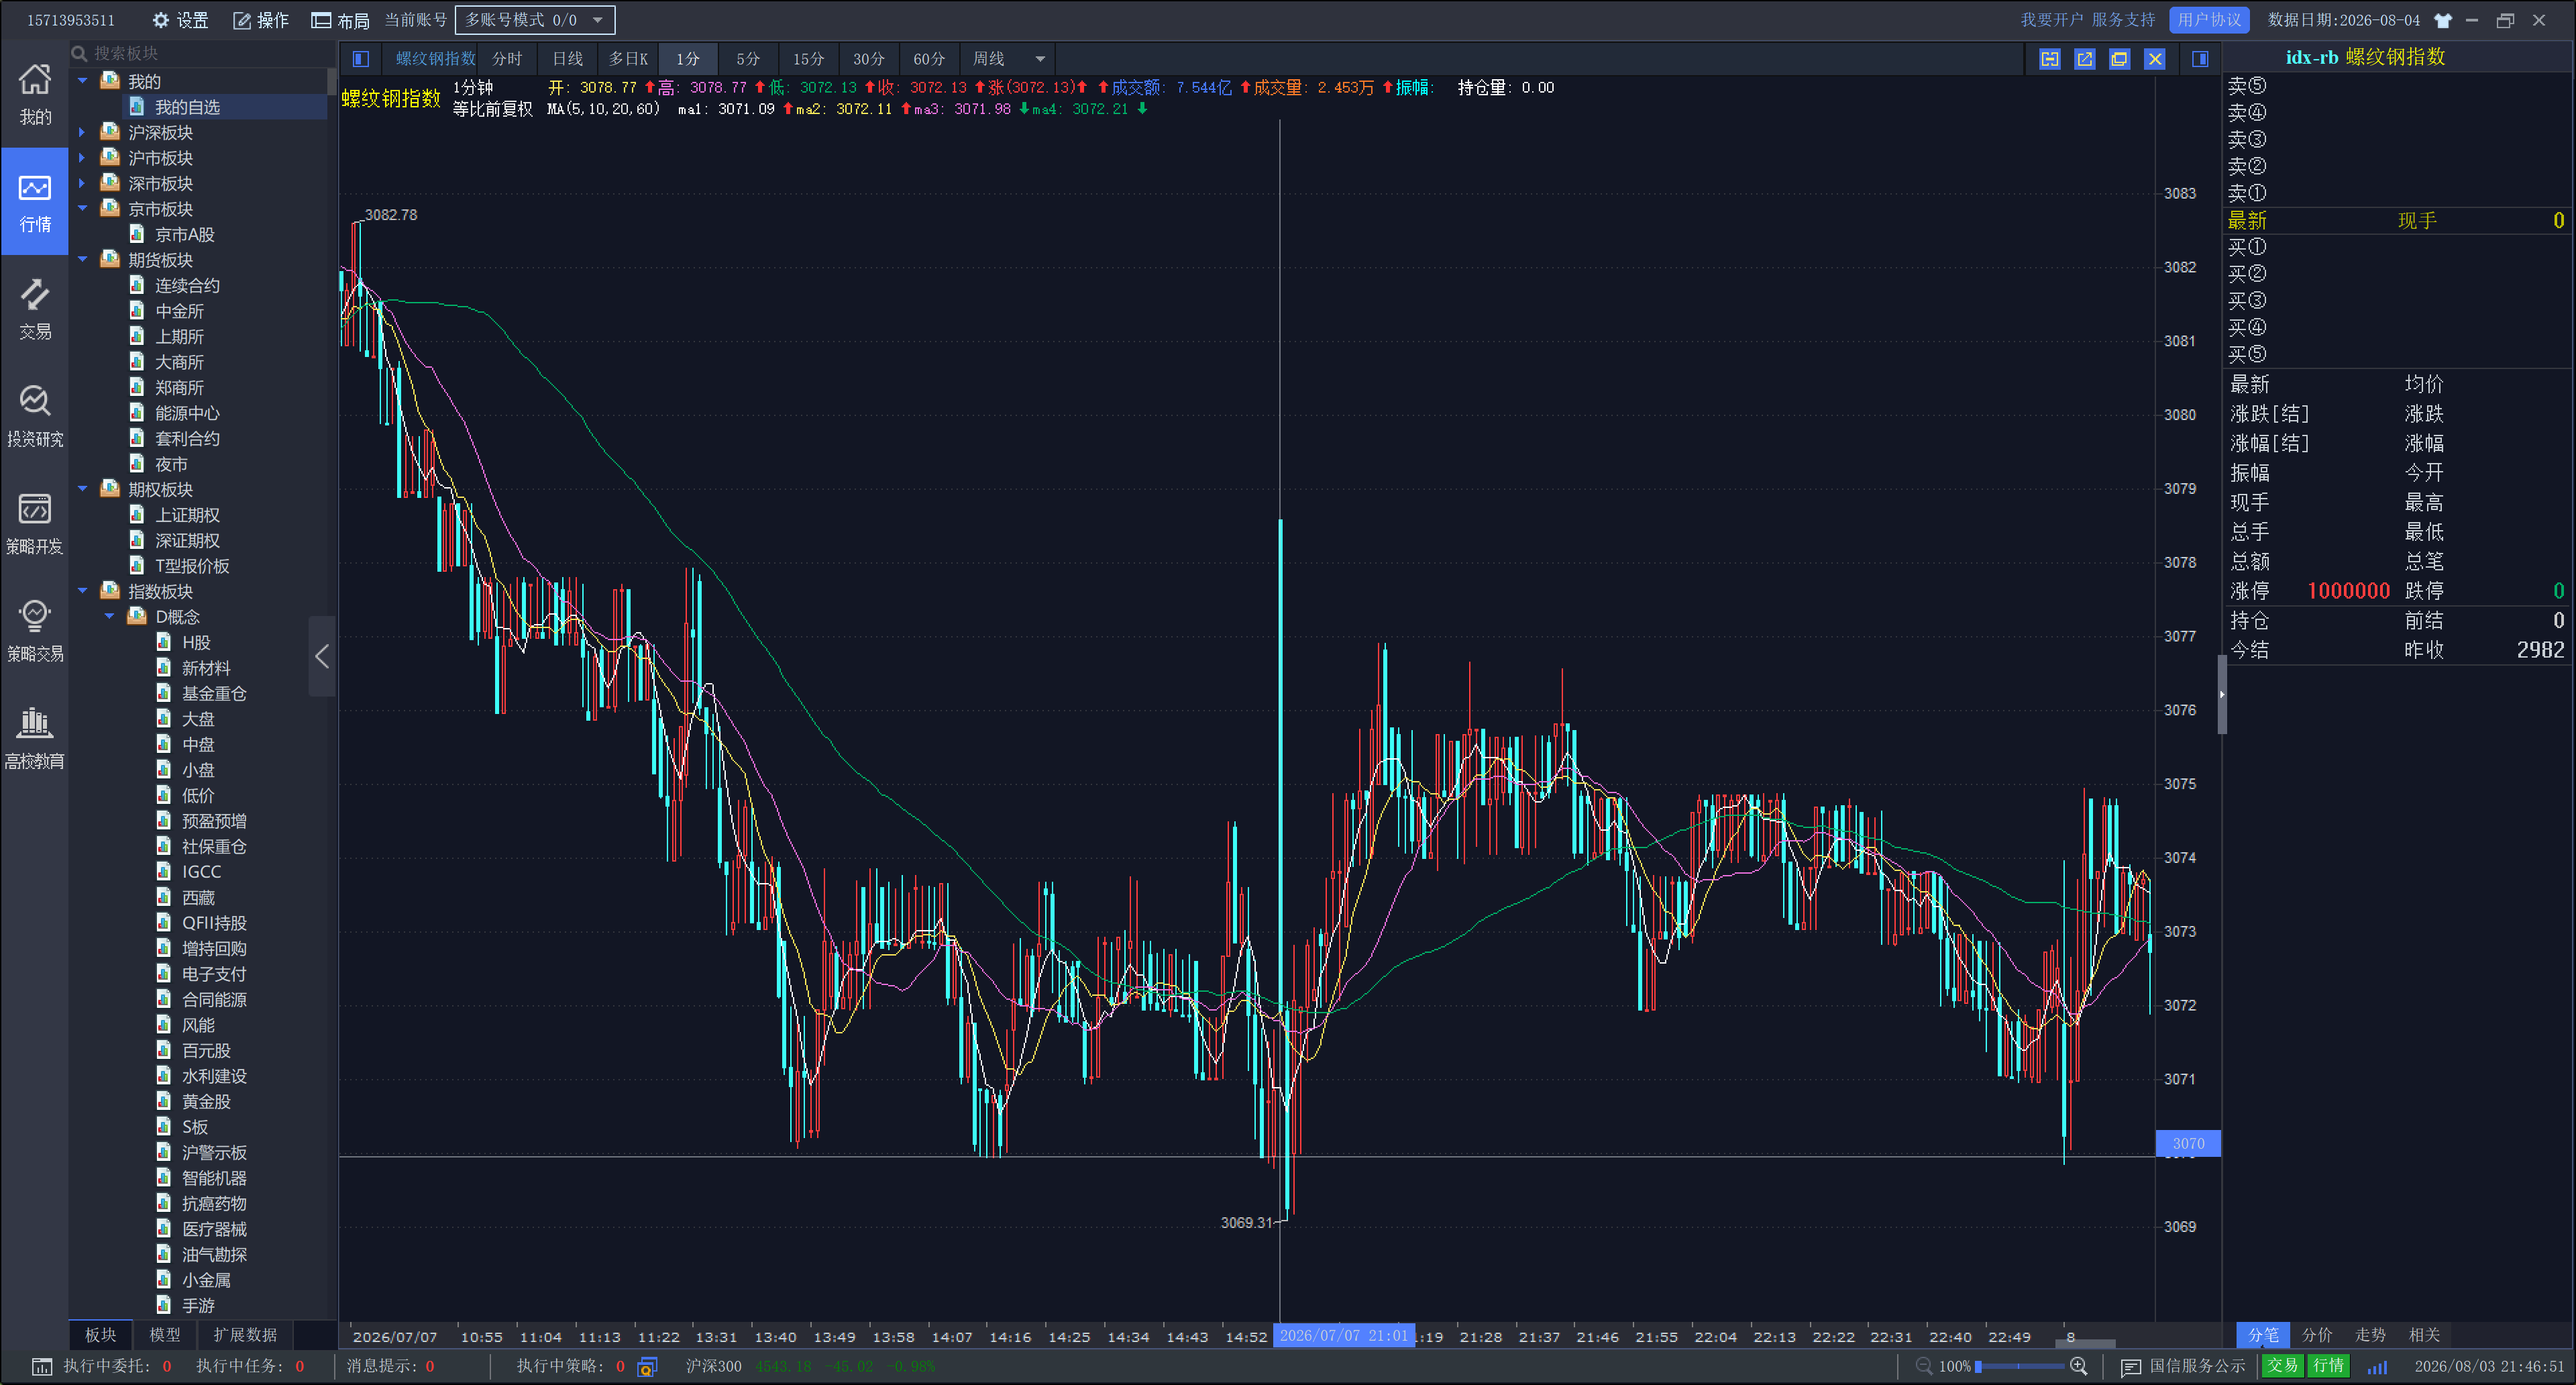 15713953511 设置 操作 布局 当前账号 多账号模式 0/0 我要开户 服务支持 用户协议 数据日期:2026-08-04
我的
行情
交易
投资研究
策略开发
策略交易
高校教育
搜索板块
我的
我的自选
沪深板块
沪市板块
深市板块
京市板块
京市A股
期货板块
连续合约
中金所
上期所
大商所
郑商所
能源中心
套利合约
夜市
期权板块
上证期权
深证期权
T型报价板
指数板块
D概念
H股
新材料
基金重仓
大盘
中盘
小盘
低价
预盈预增
社保重仓
IGCC
西藏
QFII持股
增持回购
电子支付
合同能源
风能
百元股
水利建设
黄金股
S板
沪警示板
智能机器
抗癌药物
医疗器械
油气勘探
小金属
手游
板块 模型 扩展数据
螺纹钢指数 分时 日线 多日K 1分 5分 15分 30分 60分 周线
螺纹钢指数 1分钟 开: 3078.77 ↑高: 3078.77 ↑低: 3072.13 ↑收: 3072.13 ↑涨(3072.13)↑ ↑成交额: 7.544亿 ↑成交量: 2.453万 ↑振幅: 持仓量: 0.00
等比前复权 MA(5,10,20,60) ma1: 3071.09 ↑ma2: 3072.11 ↑ma3: 3071.98 ↓ma4: 3072.21 ↓
3082.78
3069.31
3083
3082
3081
3080
3079
3078
3077
3076
3075
3074
3073
3072
3071
3070
3069
2026/07/07 10:55 11:04 11:13 11:22 13:31 13:40 13:49 13:58 14:07 14:16 14:25 14:34 14:43 14:52 2026/07/07 21:01 :19 21:28 21:37 21:46 21:55 22:04 22:13 22:22 22:31 22:40 22:49 8
idx-rb 螺纹钢指数
卖⑤
卖④
卖③
卖②
卖①
最新 现手 0
买①
买②
买③
买④
买⑤
最新 均价
涨跌[结] 涨跌
涨幅[结] 涨幅
振幅 今开
现手 最高
总手 最低
总额 总笔
涨停 1000000 跌停 0
持仓 前结 0
今结 昨收 2982
分笔 分价 走势 相关
执行中委托: 0 执行中任务: 0 消息提示: 0 执行中策略: 0 沪深300 4543.18 -45.02 -0.98% 100% 国信服务公示 交易 行情 2026/08/03 21:46:51